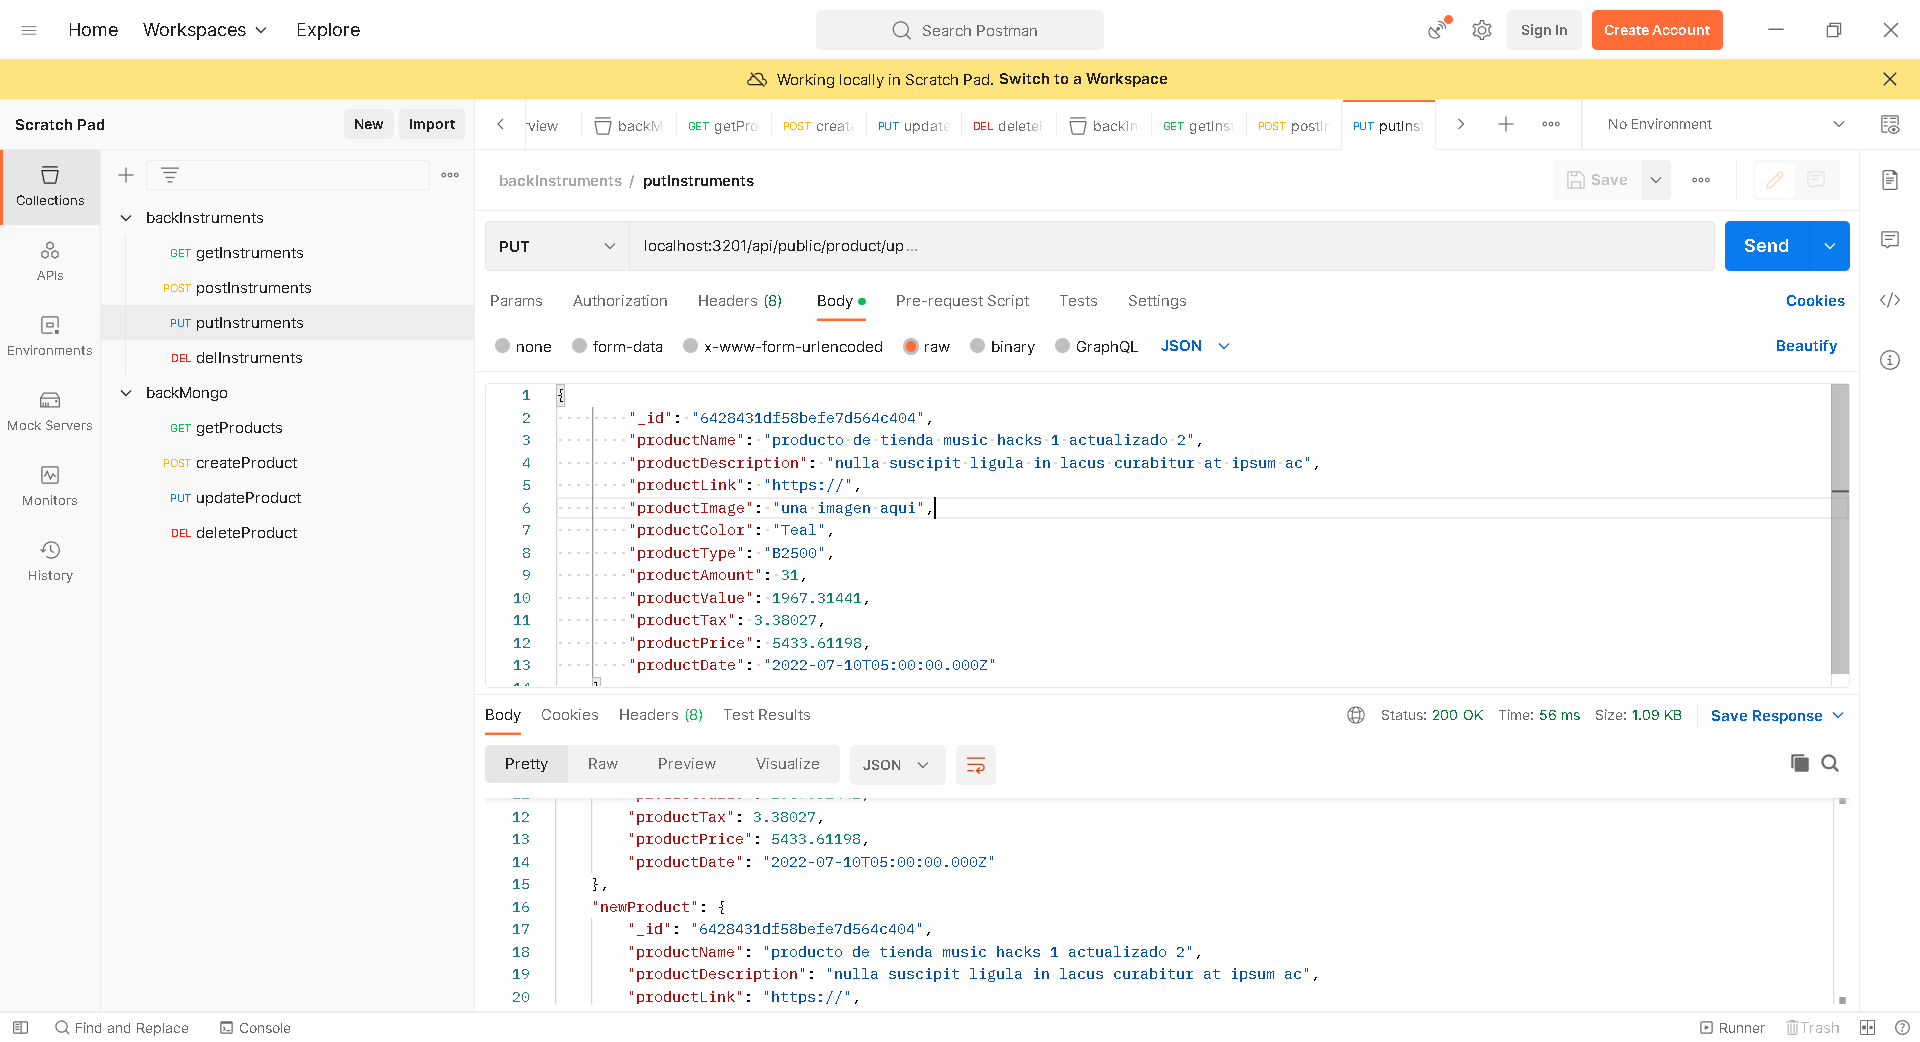 Home Workspaces Explore Search Postman Sign In Create Account
Working locally in Scratch Pad. Switch to a Workspace
Scratch Pad New Import
rview backM GET getPro POST create PUT update DEL deleteP backIn GET getInst POST postIn PUT putInst No Environment
Collections
APIs
Environments
Mock Servers
Monitors
History
backInstruments
GET getInstruments
POST postInstruments
PUT putInstruments
DEL delInstruments
backMongo
GET getProducts
POST createProduct
PUT updateProduct
DEL deleteProduct
backInstruments / putInstruments Save
PUT localhost:3201/api/public/product/up... Send
Params Authorization Headers (8) Body Pre-request Script Tests Settings Cookies
none form-data x-www-form-urlencoded raw binary GraphQL JSON Beautify
1 {
2 "_id": "6428431df58befe7d564c404",
3 "productName": "producto de tienda music hacks 1 actualizado 2",
4 "productDescription": "nulla suscipit ligula in lacus curabitur at ipsum ac",
5 "productLink": "https://",
6 "productImage": "una imagen aqui",
7 "productColor": "Teal",
8 "productType": "B2500",
9 "productAmount": 31,
10 "productValue": 1967.31441,
11 "productTax": 3.38027,
12 "productPrice": 5433.61198,
13 "productDate": "2022-07-10T05:00:00.000Z"
Body Cookies Headers (8) Test Results Status: 200 OK Time: 56 ms Size: 1.09 KB Save Response
Pretty Raw Preview Visualize JSON
12 "productTax": 3.38027,
13 "productPrice": 5433.61198,
14 "productDate": "2022-07-10T05:00:00.000Z"
15 },
16 "newProduct": {
17 "_id": "6428431df58befe7d564c404",
18 "productName": "producto de tienda music hacks 1 actualizado 2",
19 "productDescription": "nulla suscipit ligula in lacus curabitur at ipsum ac",
20 "productLink": "https://",
Find and Replace Console Runner Trash